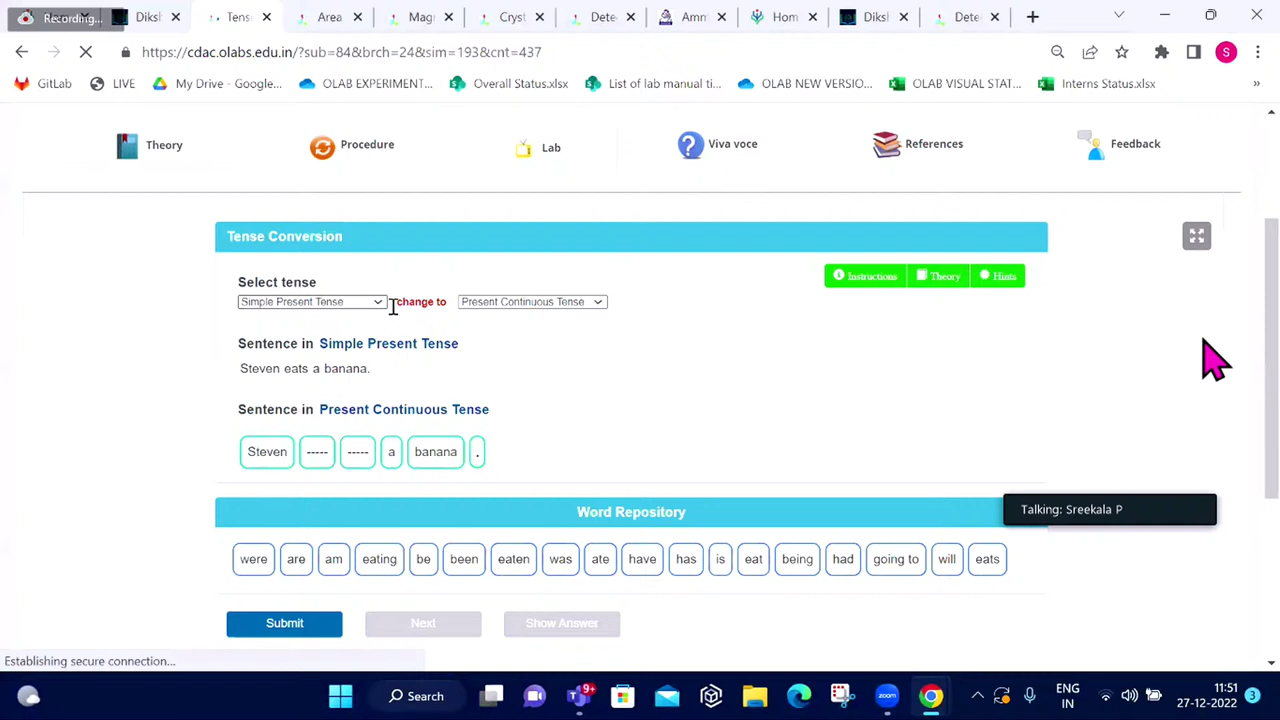 Recording...
Diksl
Tens
Area
Magr
Crys
Dete
Amm
Hom
Diksl
Dete
https://cdac.olabs.edu.in/?sub=84&brch=24&sim=193&cnt=437
S
GitLab
LIVE
My Drive - Google...
OLAB EXPERIMENT...
Overall Status.xlsx
List of lab manual ti...
OLAB NEW VERSIO...
OLAB VISUAL STAT...
Interns Status.xlsx
»
Theory
Procedure
Lab
Viva voce
References
Feedback
Tense Conversion
Select tense
Instructions
Theory
Hints
Simple Present Tense
change to
Present Continuous Tense
Sentence in Simple Present Tense
Steven eats a banana.
Sentence in Present Continuous Tense
Steven ----- ----- a banana .
Talking: Sreekala P
Word Repository
were are am eating be been eaten was ate have has is eat being had going to will eats
Submit
Next
Show Answer
Establishing secure connection...
Search
9+
zoom
ENG
IN
11:51
27-12-2022
3